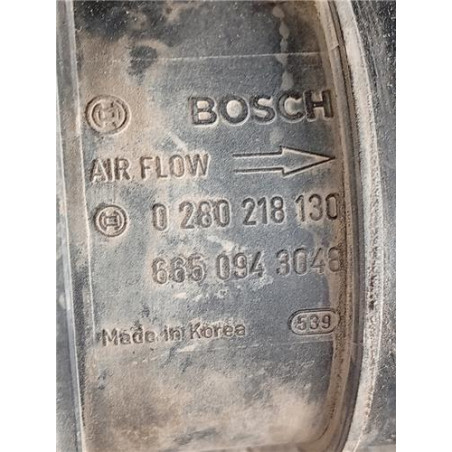 BOSCH
AIR FLOW
0 280 218 130
665 094 3048
Made in Korea 539